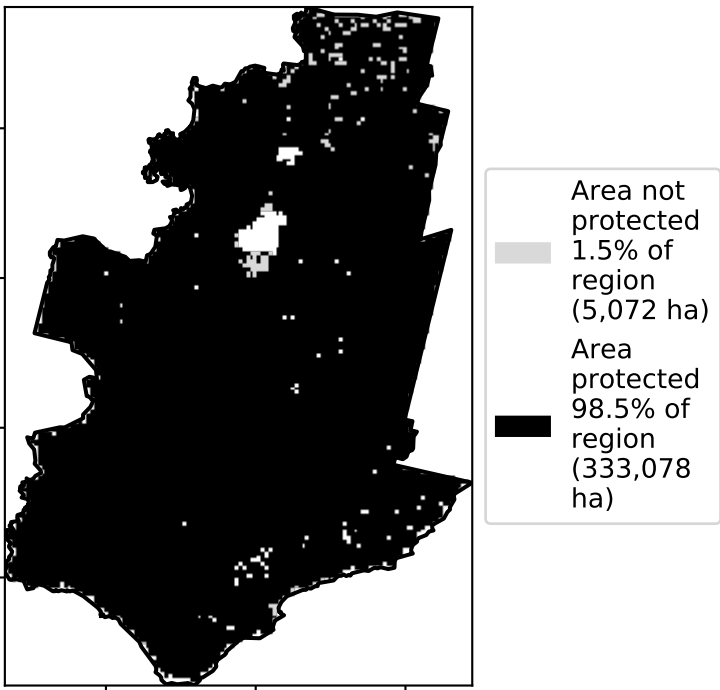 Area not
protected
1.5% of
region
(5,072 ha)
Area
protected
98.5% of
region
(333,078
ha)